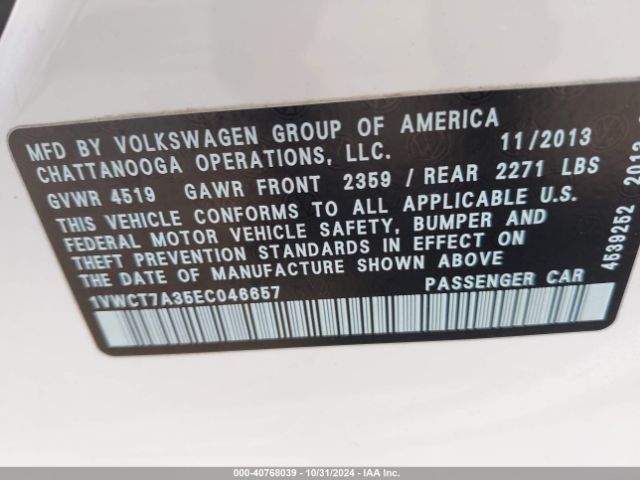 MFD BY VOLKSWAGEN GROUP OF AMERICA 11/2013
CHATTANOOGA OPERATIONS, LLC.
GVWR 4519 GAWR FRONT 2359 / REAR 2271 LBS
THIS VEHICLE CONFORMS TO ALL APPLICABLE U.S.
FEDERAL MOTOR VEHICLE SAFETY, BUMPER AND
THEFT PREVENTION STANDARDS IN EFFECT ON
THE DATE OF MANUFACTURE SHOWN ABOVE
1VWCT7A35EC046657 PASSENGER CAR
4539252 2013
000-40768039 - 10/31/2024 - IAA Inc.